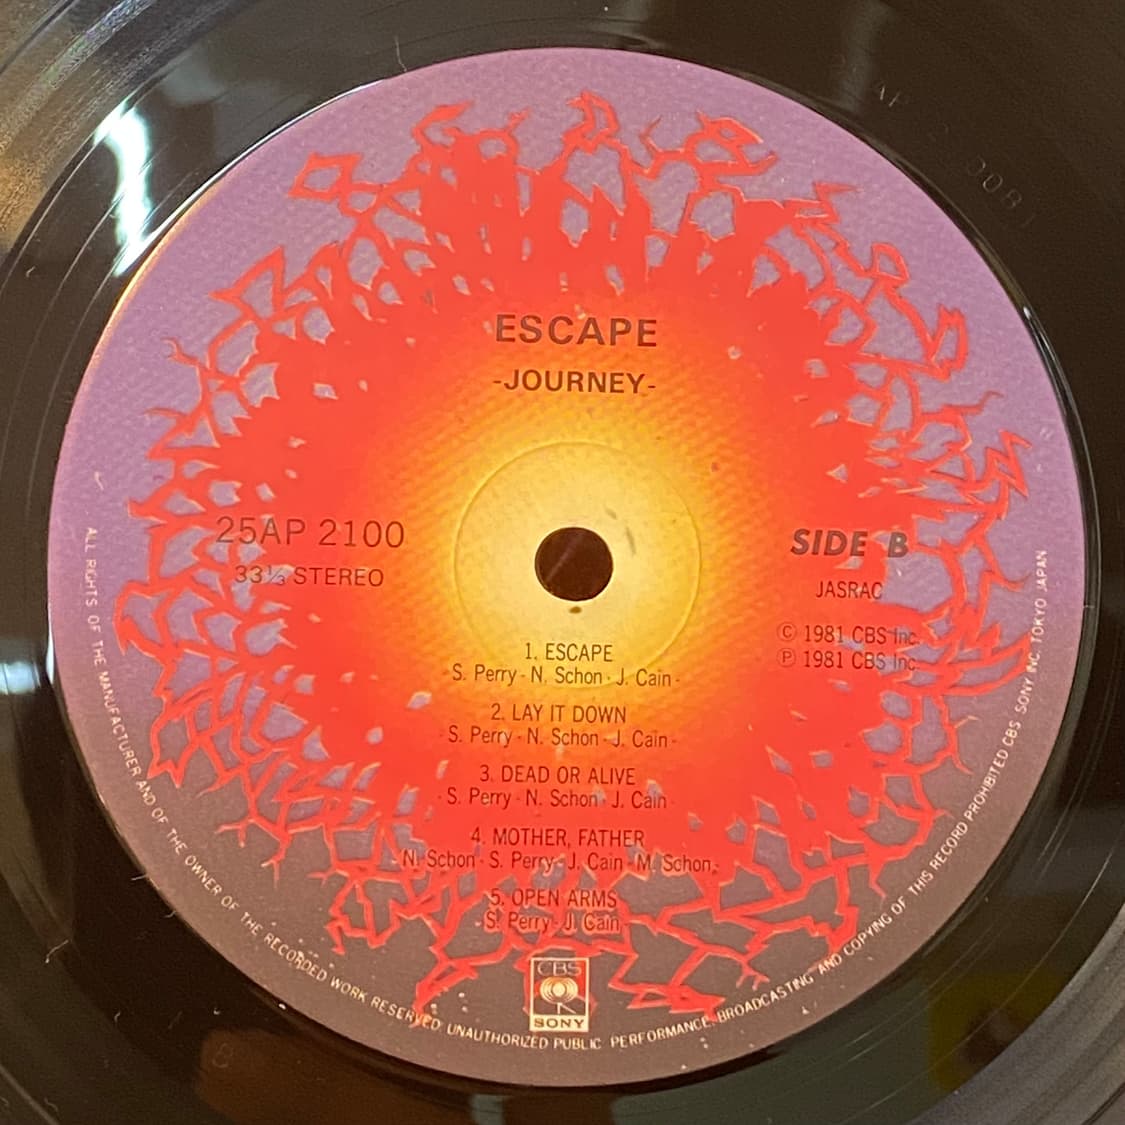 ESCAPE
-JOURNEY-
25AP 2100
33⅓ STEREO
SIDE B
JASRAC
Ⓒ 1981 CBS Inc.
Ⓟ 1981 CBS Inc.
1. ESCAPE
- S. Perry - N. Schon - J. Cain -
2. LAY IT DOWN
- S. Perry - N. Schon - J. Cain -
3. DEAD OR ALIVE
- S. Perry - N. Schon - J. Cain -
4. MOTHER, FATHER
- N. Schon - S. Perry - J. Cain - M. Schon -
5. OPEN ARMS
- S. Perry - J. Cain -
CBS
SONY
ALL RIGHTS OF THE MANUFACTURER AND OF THE OWNER OF THE RECORDED WORK RESERVED. UNAUTHORIZED PUBLIC PERFORMANCE, BROADCASTING AND COPYING OF THIS RECORD PROHIBITED CBS SONY INC. TOKYO JAPAN